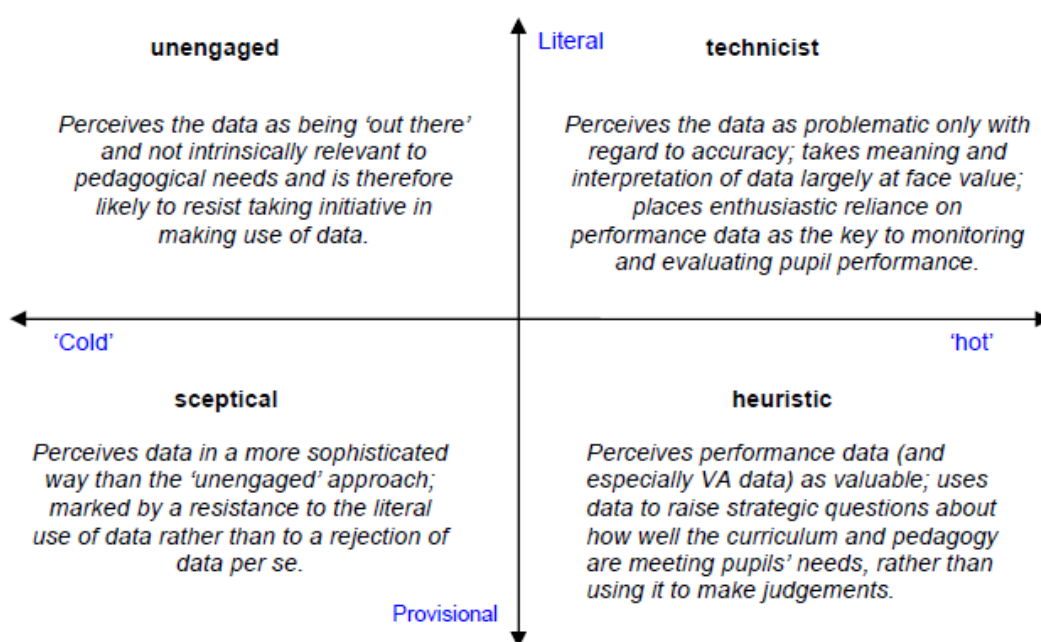 Literal
unengaged
Perceives the data as being ‘out there’
and not intrinsically relevant to
pedagogical needs and is therefore
likely to resist taking initiative in
making use of data.
technicist
Perceives the data as problematic only with
regard to accuracy; takes meaning and
interpretation of data largely at face value;
places enthusiastic reliance on
performance data as the key to monitoring
and evaluating pupil performance.
‘Cold’
‘hot’
sceptical
Perceives data in a more sophisticated
way than the ‘unengaged’ approach;
marked by a resistance to the literal
use of data rather than to a rejection of
data per se.
heuristic
Perceives performance data (and
especially VA data) as valuable; uses
data to raise strategic questions about
how well the curriculum and pedagogy
are meeting pupils’ needs, rather than
using it to make judgements.
Provisional